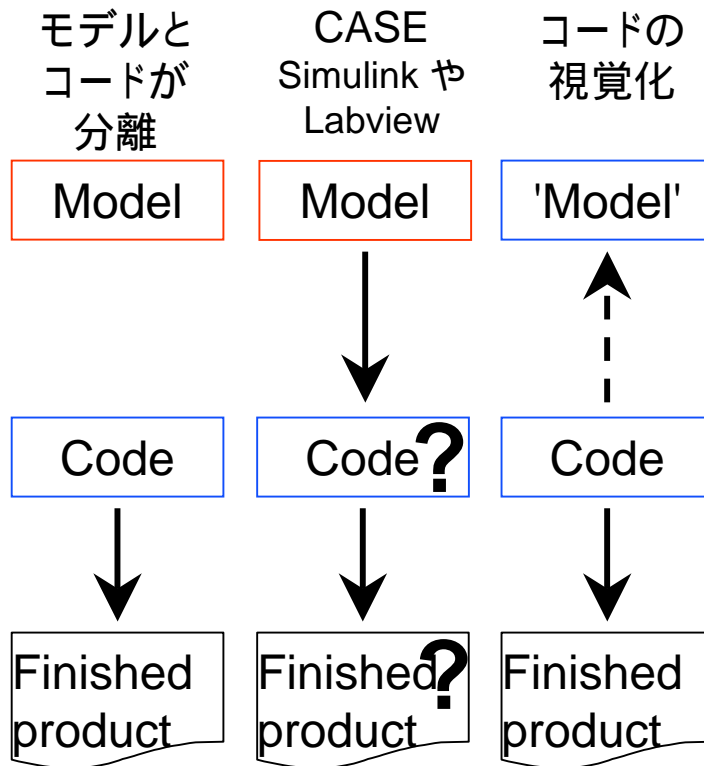 モデルと
コードが
分離
CASE
Simulink や
Labview
コードの
視覚化
Model
Model
'Model'
Code
Code?
Code
Finished
product
Finished?
product
Finished
product